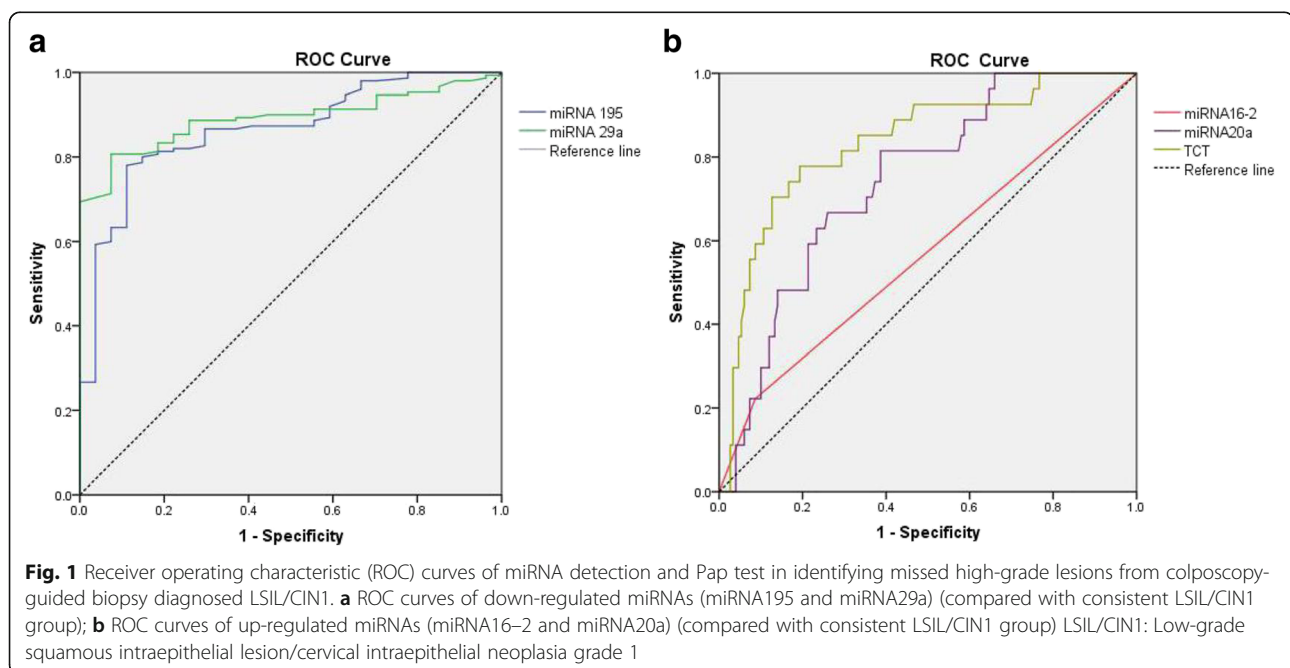 a
ROC Curve
1.0
0.8
0.6
0.4
0.2
0.0
Sensitivity
0.0 0.2 0.4 0.6 0.8 1.0
1 - Specificity
miRNA 195
miRNA 29a
Reference line
b
ROC Curve
1.0
0.8
0.6
0.4
0.2
0.0
Sensitivity
0.0 0.2 0.4 0.6 0.8 1.0
1 - Specificity
miRNA16-2
miRNA20a
TCT
Reference line
Fig. 1 Receiver operating characteristic (ROC) curves of miRNA detection and Pap test in identifying missed high-grade lesions from colposcopy-
guided biopsy diagnosed LSIL/CIN1. a ROC curves of down-regulated miRNAs (miRNA195 and miRNA29a) (compared with consistent LSIL/CIN1
group); b ROC curves of up-regulated miRNAs (miRNA16–2 and miRNA20a) (compared with consistent LSIL/CIN1 group) LSIL/CIN1: Low-grade
squamous intraepithelial lesion/cervical intraepithelial neoplasia grade 1